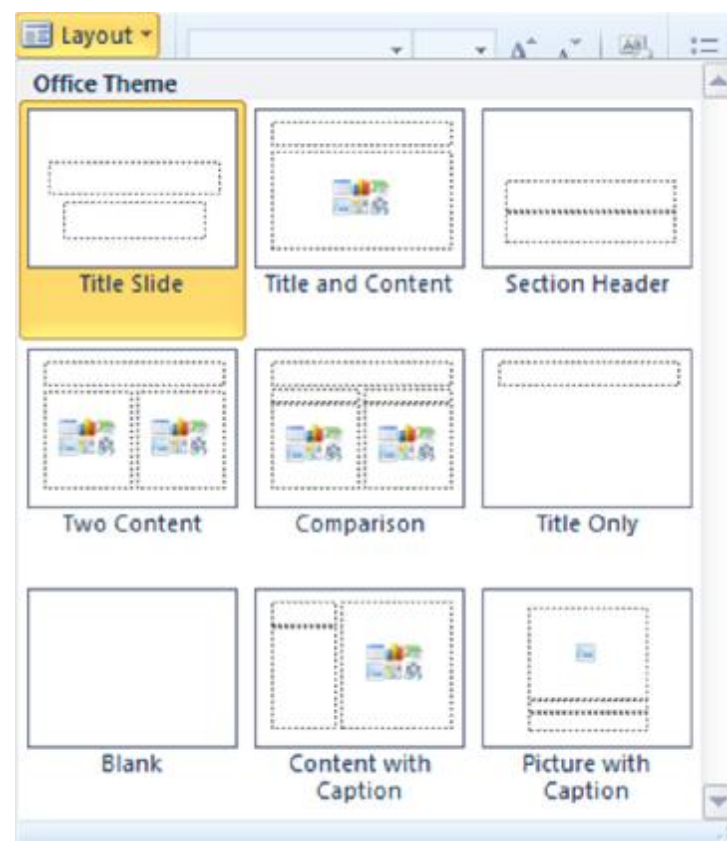 Layout
Office Theme
Title Slide
Title and Content
Section Header
Two Content
Comparison
Title Only
Blank
Content with
Caption
Picture with
Caption